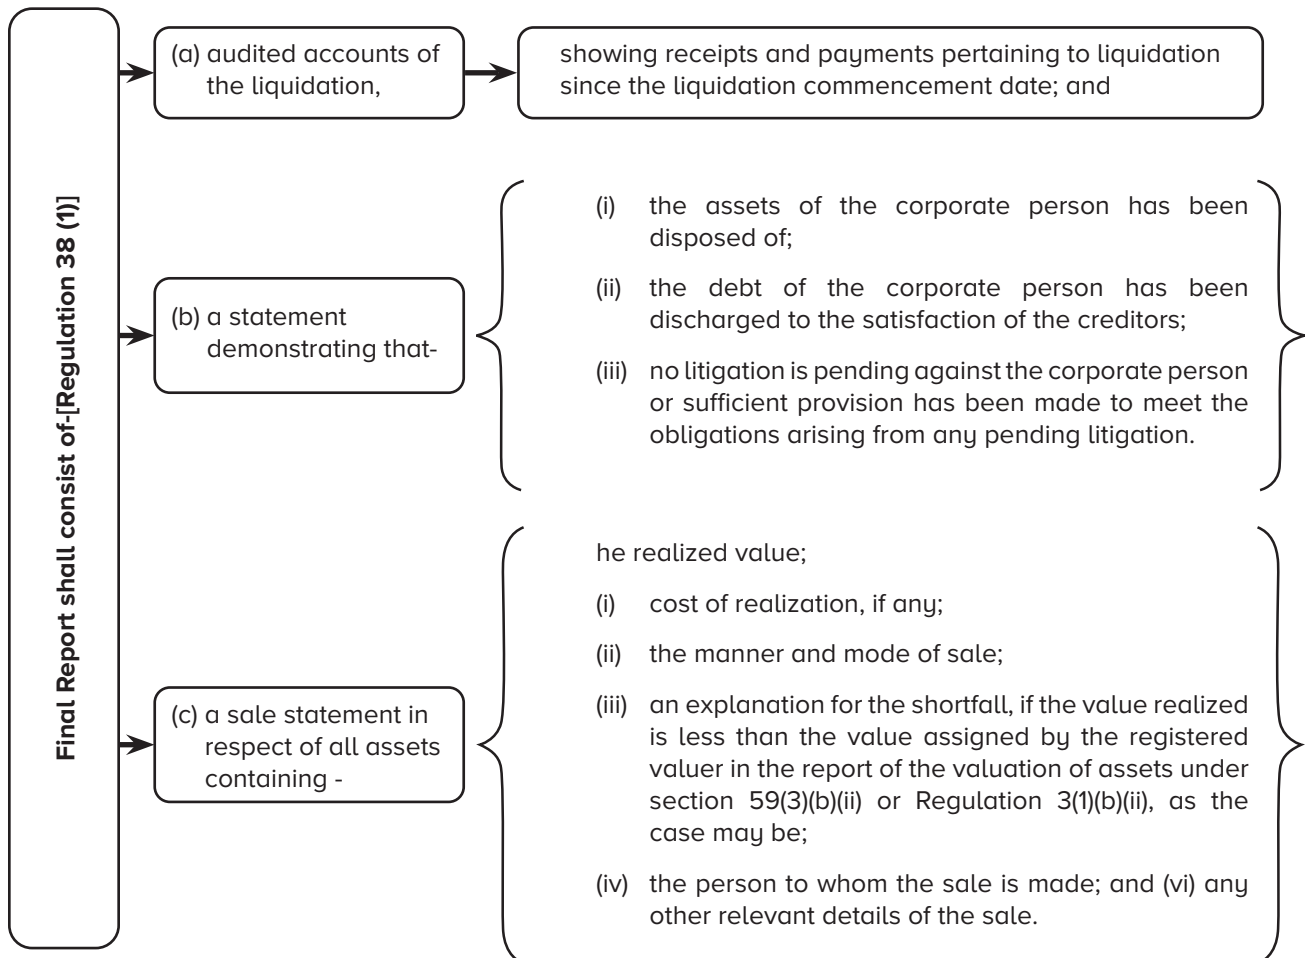 Final Report shall consist of-[Regulation 38 (1)]
(a) audited accounts of
the liquidation,
showing receipts and payments pertaining to liquidation
since the liquidation commencement date; and
(b) a statement
demonstrating that-
(i) the assets of the corporate person has been
disposed of;
(ii) the debt of the corporate person has been
discharged to the satisfaction of the creditors;
(iii) no litigation is pending against the corporate person
or sufficient provision has been made to meet the
obligations arising from any pending litigation.
(c) a sale statement in
respect of all assets
containing -
he realized value;
(i) cost of realization, if any;
(ii) the manner and mode of sale;
(iii) an explanation for the shortfall, if the value realized
is less than the value assigned by the registered
valuer in the report of the valuation of assets under
section 59(3)(b)(ii) or Regulation 3(1)(b)(ii), as the
case may be;
(iv) the person to whom the sale is made; and (vi) any
other relevant details of the sale.